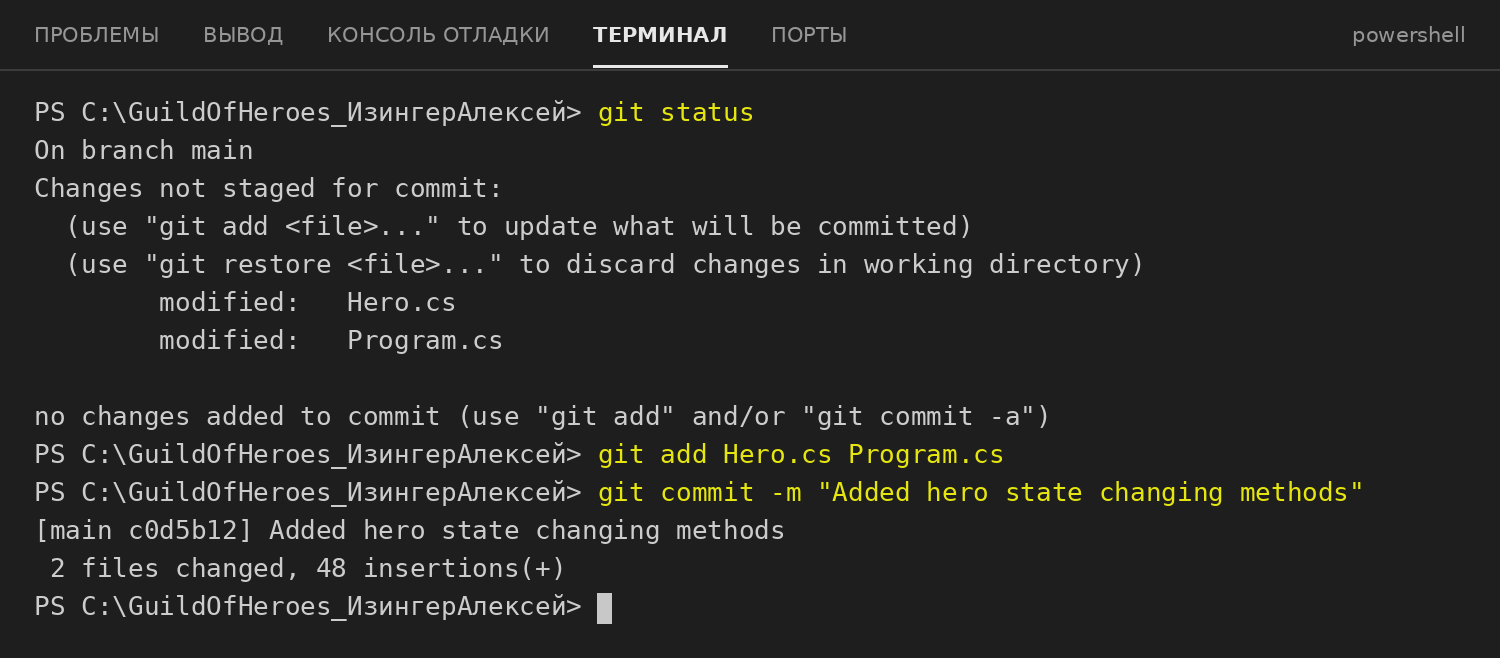 ПРОБЛЕМЫ ВЫВОД КОНСОЛЬ ОТЛАДКИ ТЕРМИНАЛ ПОРТЫ powershell
PS C:\GuildOfHeroes_ИзингерАлексей> git status
On branch main
Changes not staged for commit:
  (use "git add <file>..." to update what will be committed)
  (use "git restore <file>..." to discard changes in working directory)
        modified:   Hero.cs
        modified:   Program.cs

no changes added to commit (use "git add" and/or "git commit -a")
PS C:\GuildOfHeroes_ИзингерАлексей> git add Hero.cs Program.cs
PS C:\GuildOfHeroes_ИзингерАлексей> git commit -m "Added hero state changing methods"
[main c0d5b12] Added hero state changing methods
 2 files changed, 48 insertions(+)
PS C:\GuildOfHeroes_ИзингерАлексей>